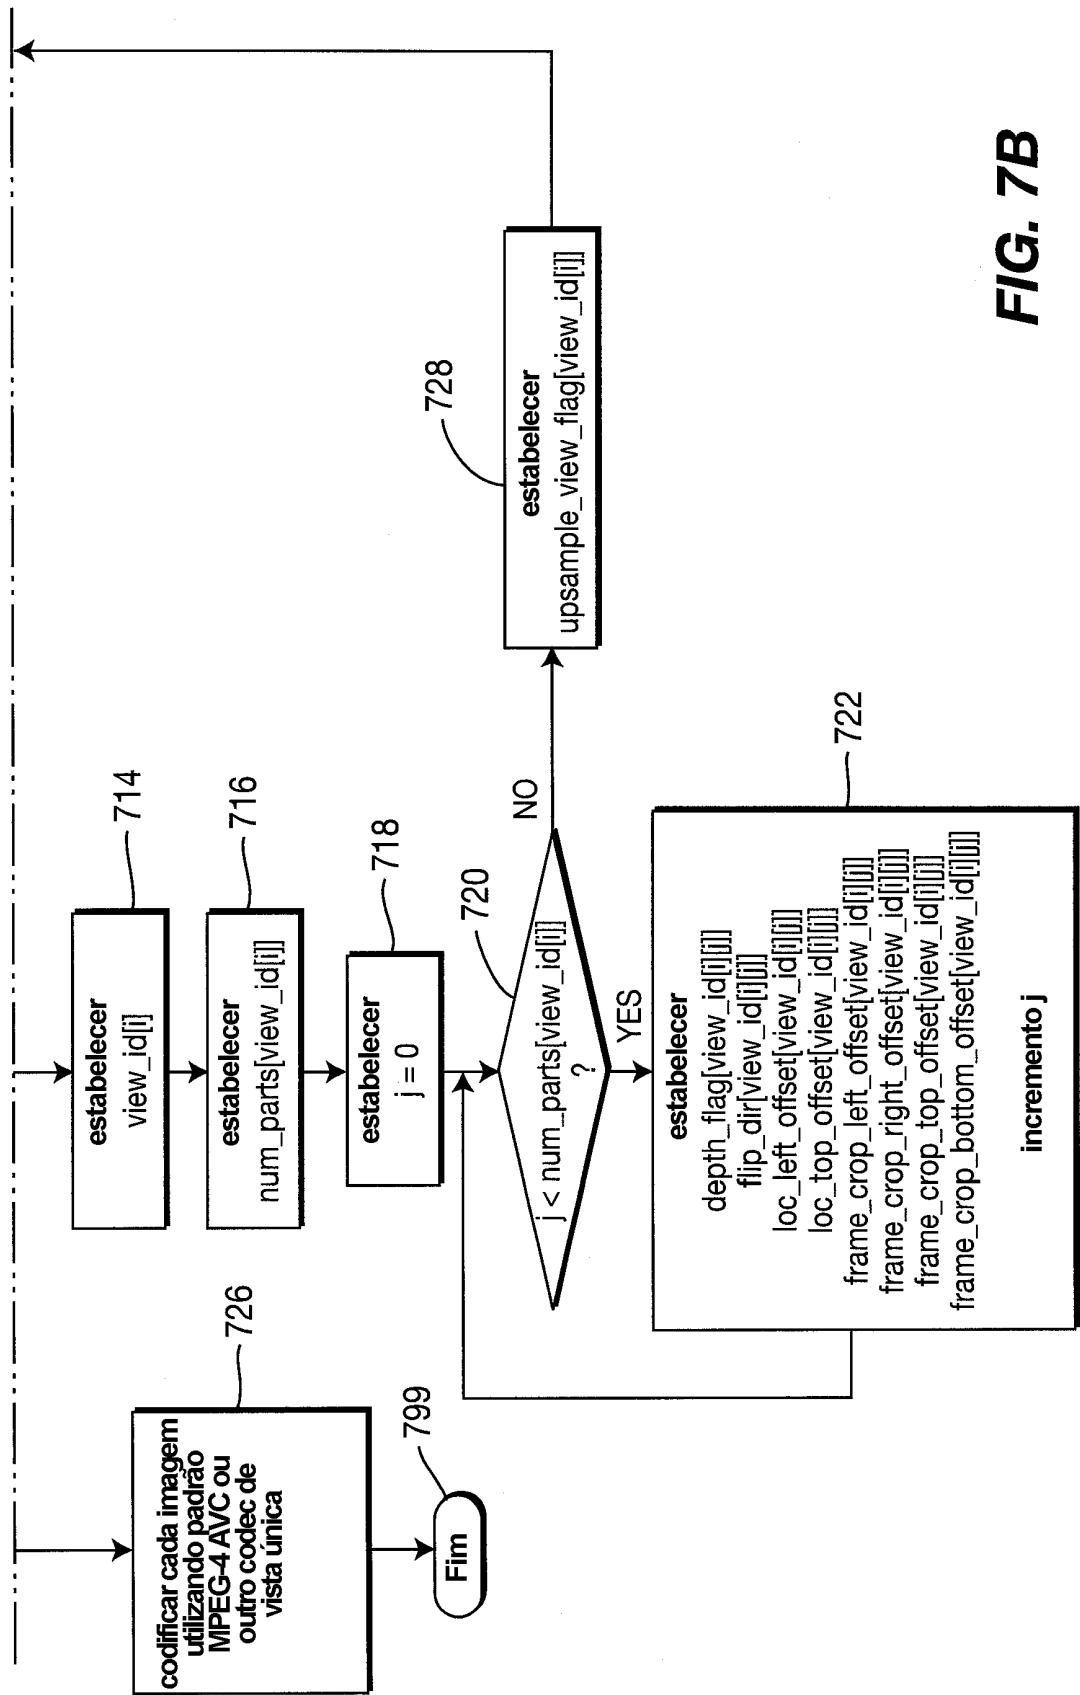 codificar cada imagem
utilizando padrão
MPEG-4 AVC ou
outro codec de
vista única
726
Fim
799
estabelecer
view_id[i]
714
estabelecer
num_parts[view_id[i]]
716
estabelecer
j = 0
718
j < num_parts[view_id[i]]
?
720
NO
YES
estabelecer
depth_flag[view_id[i][j]]
flip_dir[view_id[i][j]]
loc_left_offset[view_id[i][j]]
loc_top_offset[view_id[i][j]]
frame_crop_left_offset[view_id[i][j]]
frame_crop_right_offset[view_id[i][j]]
frame_crop_top_offset[view_id[i][j]]
frame_crop_bottom_offset[view_id[i][j]]
incremento j
722
estabelecer
upsample_view_flag[view_id[i]]
728
FIG. 7B